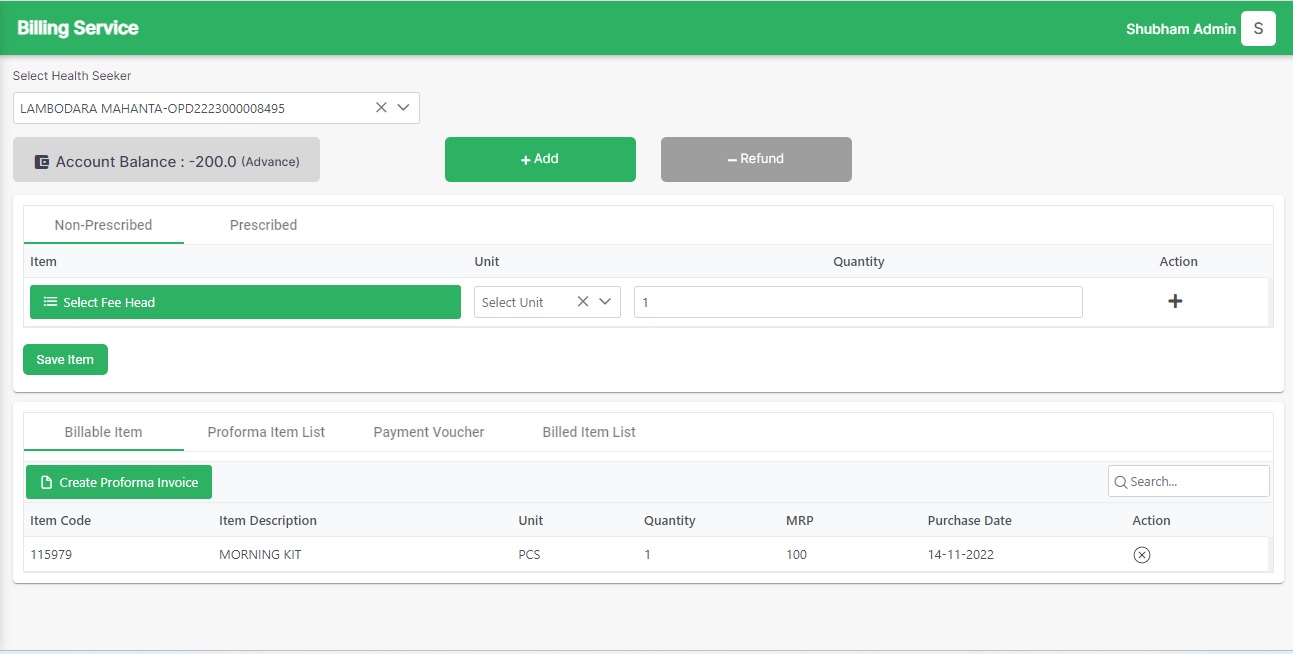 Billing Service
Shubham Admin S
Select Health Seeker
LAMBODARA MAHANTA-OPD2223000008495
Account Balance : -200.0 (Advance)
+ Add
– Refund
Non-Prescribed Prescribed
Item Unit Quantity Action
Select Fee Head Select Unit 1
Save Item
Billable Item Proforma Item List Payment Voucher Billed Item List
Create Proforma Invoice Search...
Item Code Item Description Unit Quantity MRP Purchase Date Action
115979 MORNING KIT PCS 1 100 14-11-2022